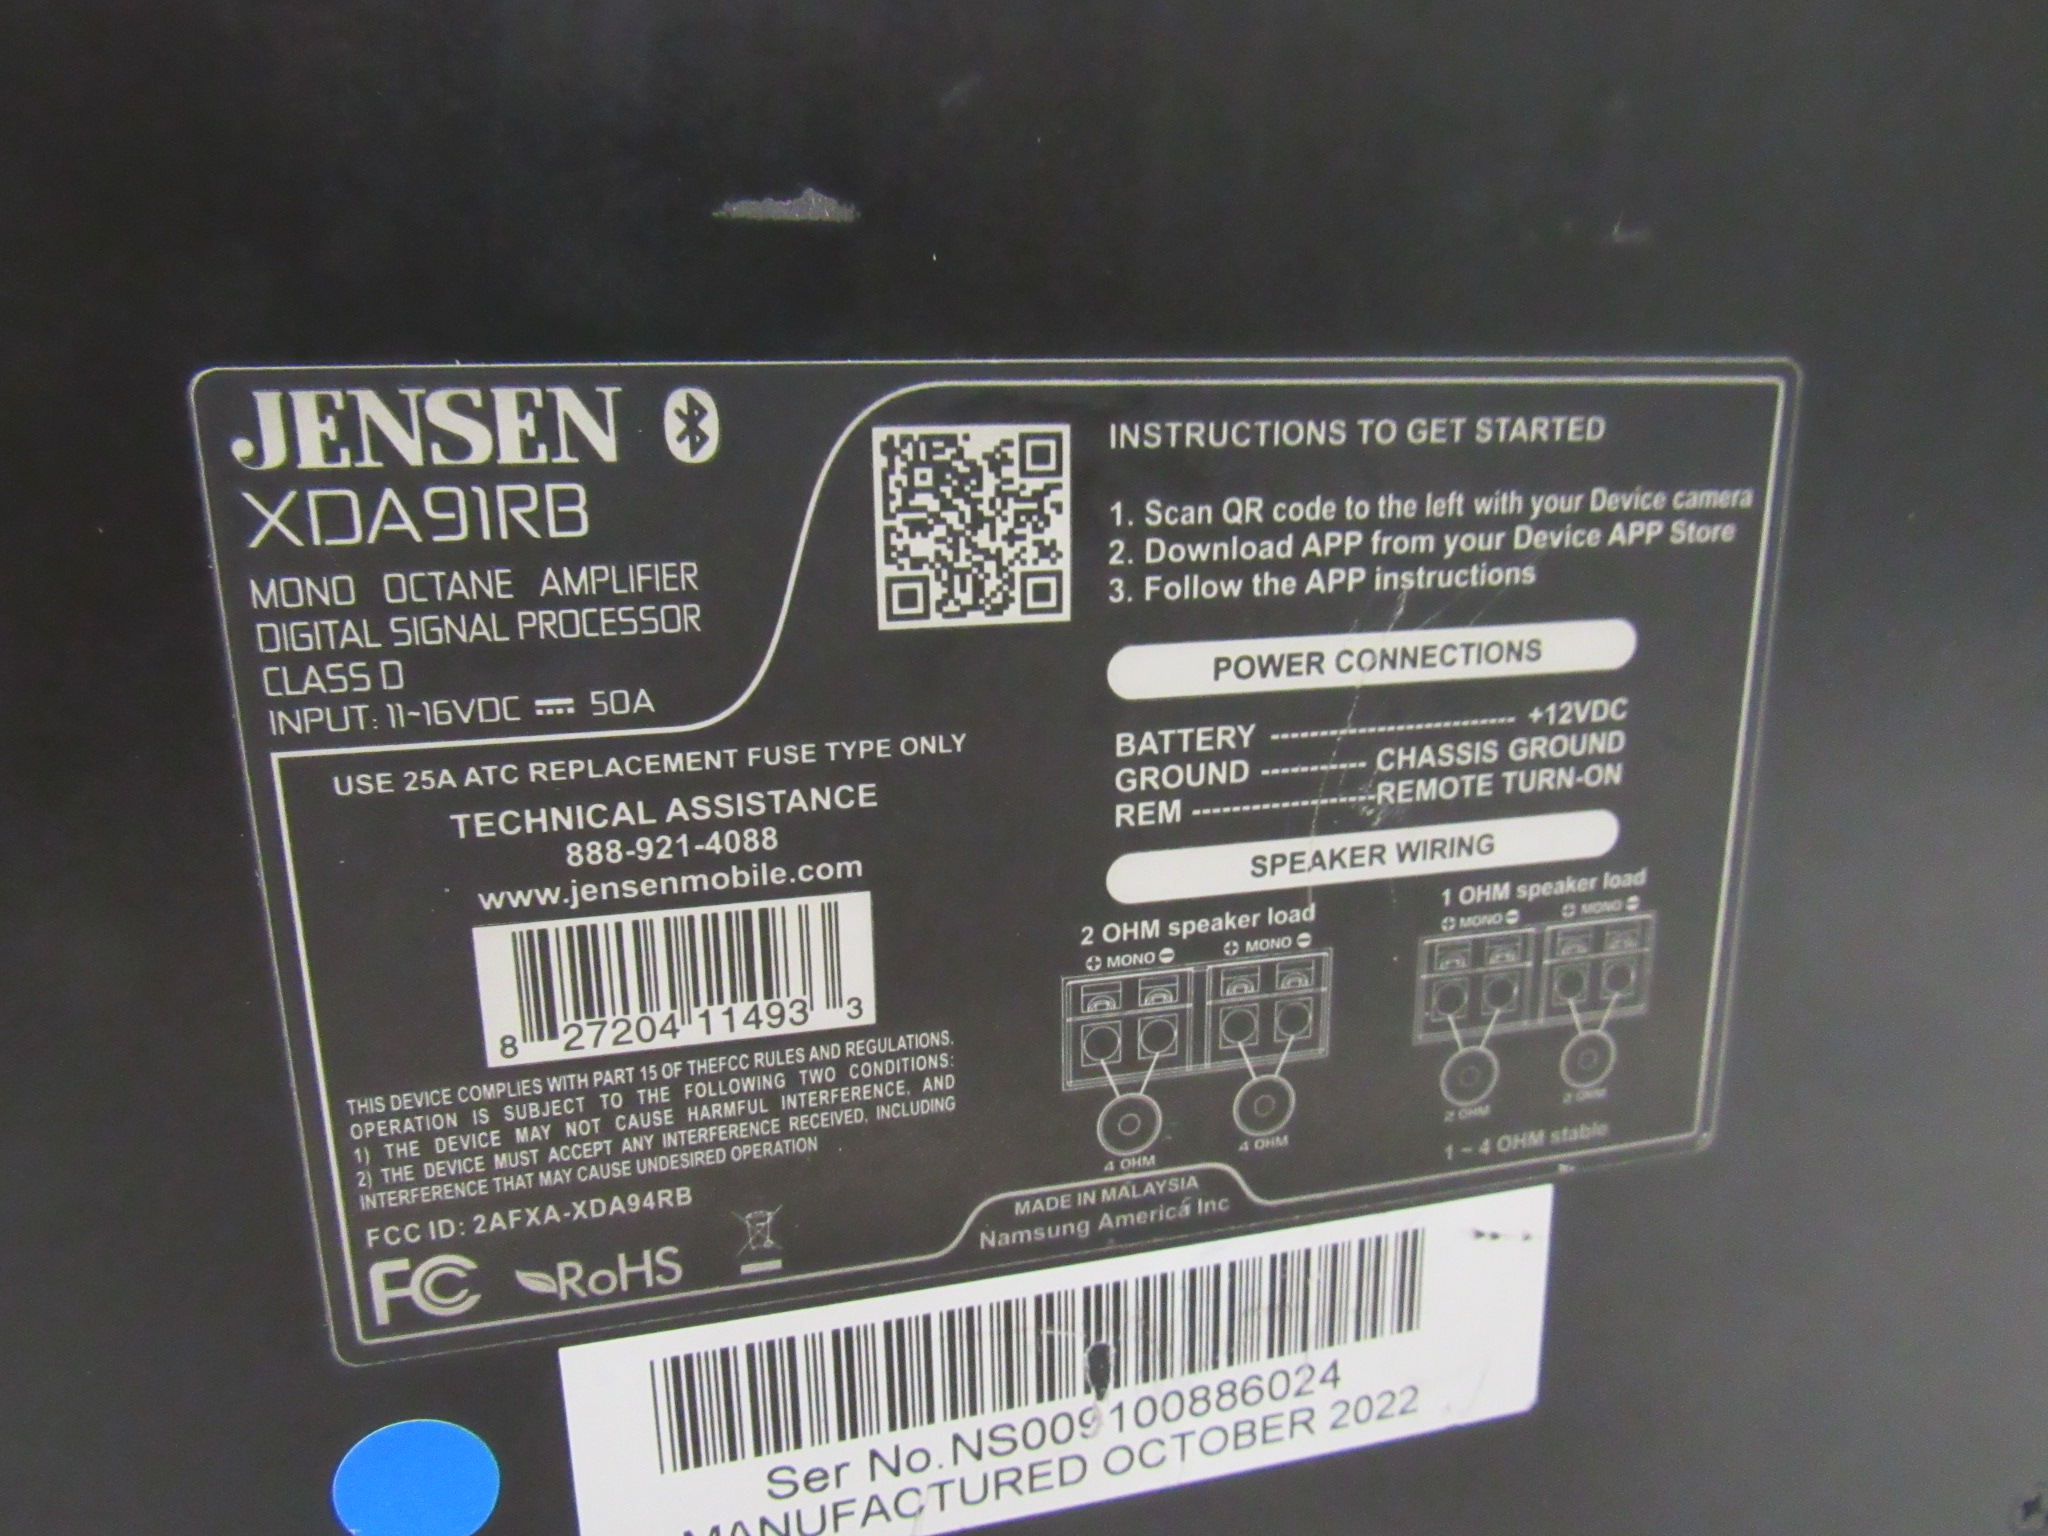 JENSEN
XDA91RB
MONO OCTANE AMPLIFIER
DIGITAL SIGNAL PROCESSOR
CLASS D
INPUT: 11~16VDC 50A
USE 25A ATC REPLACEMENT FUSE TYPE ONLY
TECHNICAL ASSISTANCE
888-921-4088
www.jensenmobile.com
8 27204 11493 3
THIS DEVICE COMPLIES WITH PART 15 OF THEFCC RULES AND REGULATIONS.
OPERATION IS SUBJECT TO THE FOLLOWING TWO CONDITIONS:
1) THE DEVICE MAY NOT CAUSE HARMFUL INTERFERENCE, AND
2) THE DEVICE MUST ACCEPT ANY INTERFERENCE RECEIVED, INCLUDING
INTERFERENCE THAT MAY CAUSE UNDESIRED OPERATION
FCC ID: 2AFXA-XDA94RB
FC RoHS
INSTRUCTIONS TO GET STARTED
1. Scan QR code to the left with your Device camera
2. Download APP from your Device APP Store
3. Follow the APP instructions
POWER CONNECTIONS
BATTERY ------------------------ +12VDC
GROUND ----------- CHASSIS GROUND
REM -------------------REMOTE TURN-ON
SPEAKER WIRING
2 OHM speaker load
+ MONO - + MONO -
4 OHM 4 OHM
1 OHM speaker load
+ MONO - + MONO -
2 OHM 2 OHM
1 ~ 4 OHM stable
MADE IN MALAYSIA
Namsung America Inc
Ser No.NS009100886024
MANUFACTURED OCTOBER 2022